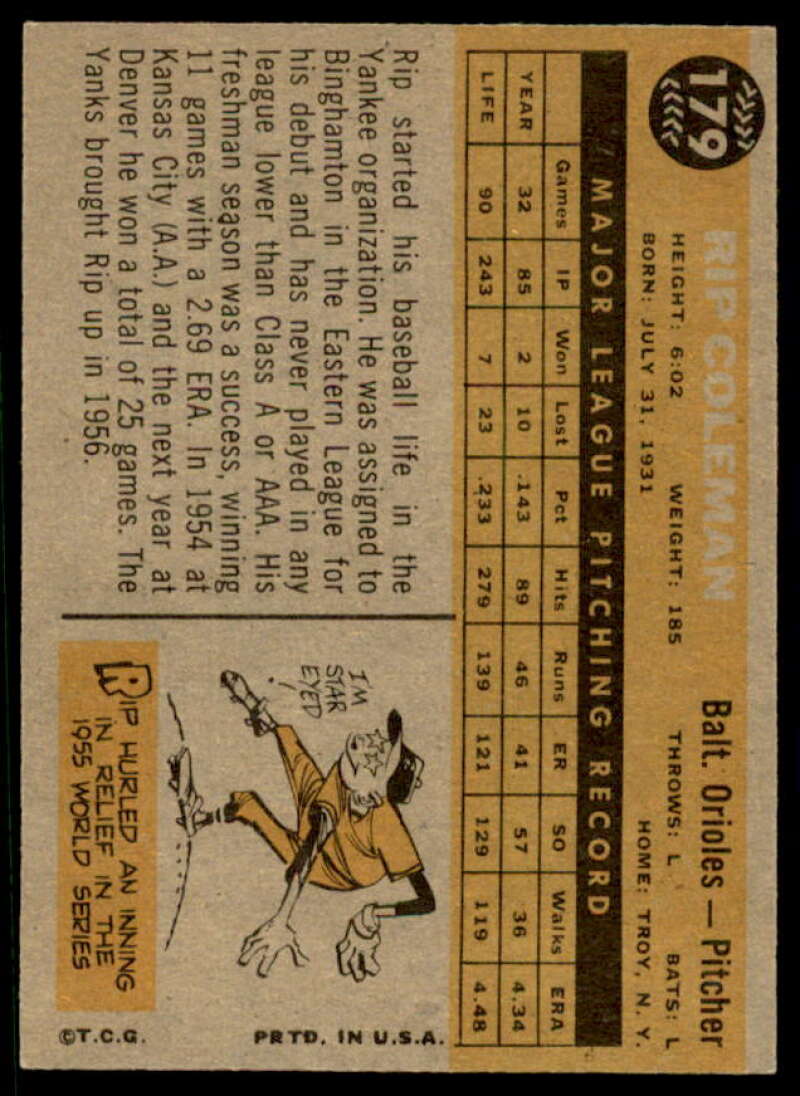 179
RIP COLEMAN
Balt. Orioles — Pitcher
HEIGHT: 6:02 WEIGHT: 185 THROWS: L BATS: L
BORN: JULY 31, 1931 HOME: TROY, N. Y.
MAJOR LEAGUE PITCHING RECORD
Games IP Won Lost Pct Hits Runs ER SO Walks ERA
YEAR 32 85 2 10 .143 89 46 41 57 36 4.34
LIFE 90 243 7 23 .233 279 139 121 129 119 4.48
Rip started his baseball life in the
Yankee organization. He was assigned to
Binghamton in the Eastern League for
his debut and has never played in any
league lower than Class A or AAA. His
freshman season was a success, winning
11 games with a 2.69 ERA. In 1954 at
Kansas City (A.A.) and the next year at
Denver he won a total of 25 games. The
Yanks brought Rip up in 1956.
I'M
STAR
EYED!
RIP HURLED AN INNING
IN RELIEF IN THE
1955 WORLD SERIES
©T.C.G. PRTD. IN U.S.A.